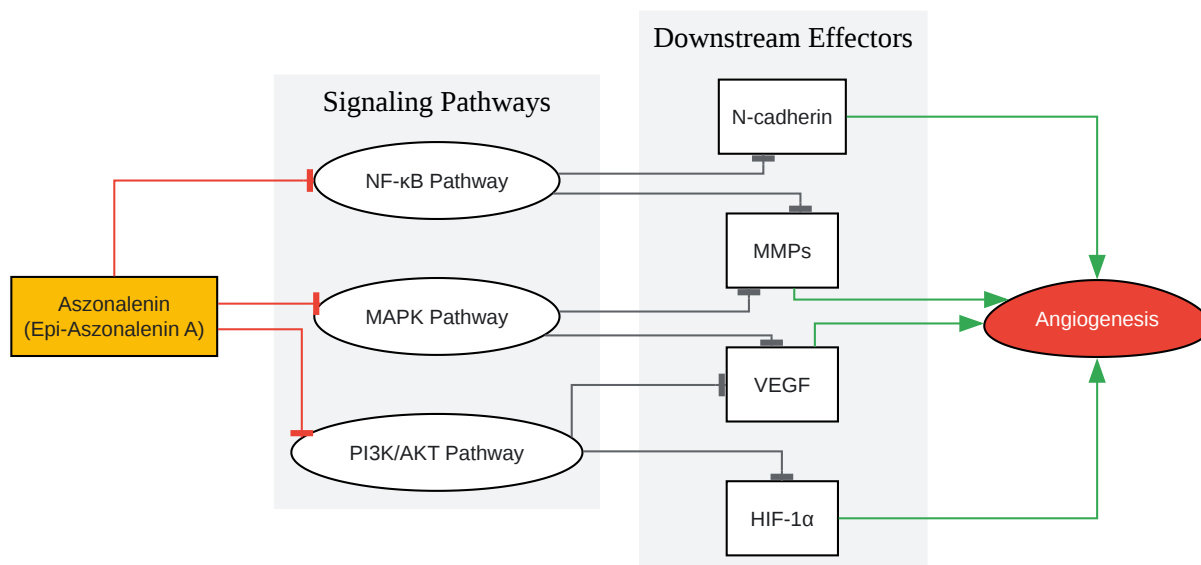 Downstream Effectors
Signaling Pathways
N-cadherin
NF-κB Pathway
MMPs
Aszonalenin
(Epi-Aszonalenin A)
MAPK Pathway
Angiogenesis
VEGF
PI3K/AKT Pathway
HIF-1α